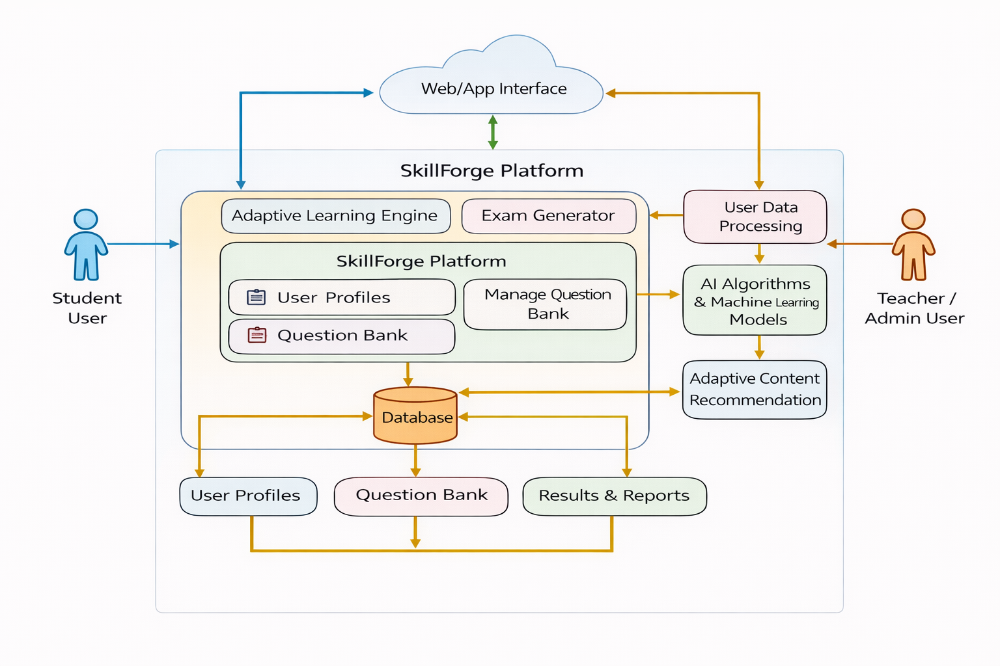 Web/App Interface
SkillForge Platform
Adaptive Learning Engine
Exam Generator
User Data
Processing
SkillForge Platform
User Profiles
Question Bank
Manage Question
Bank
AI Algorithms
& Machine Learning
Models
Student
User
Teacher /
Admin User
Adaptive Content
Recommendation
Database
User Profiles
Question Bank
Results & Reports